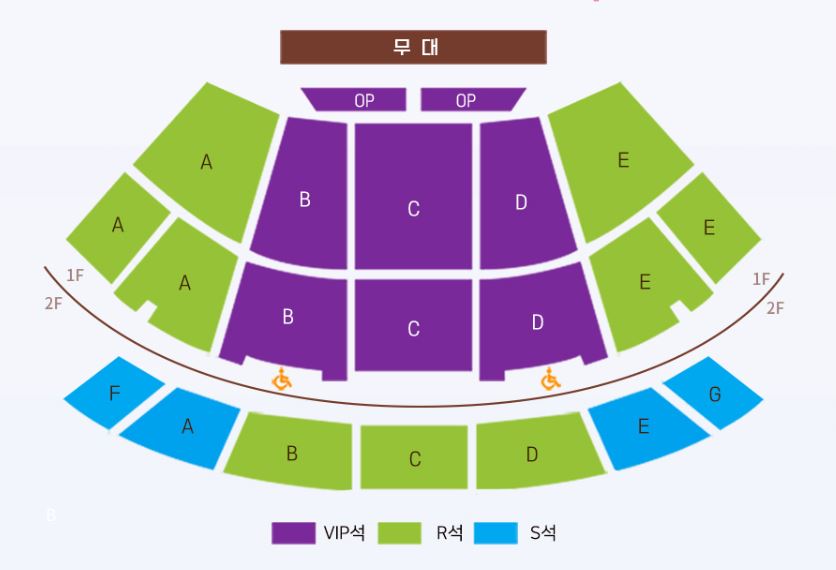 무 대
OP OP
A E
B C D
A E
A E
1F 1F
2F 2F
B C D
F G
A E
B C D
B
VIP석 R석 S석